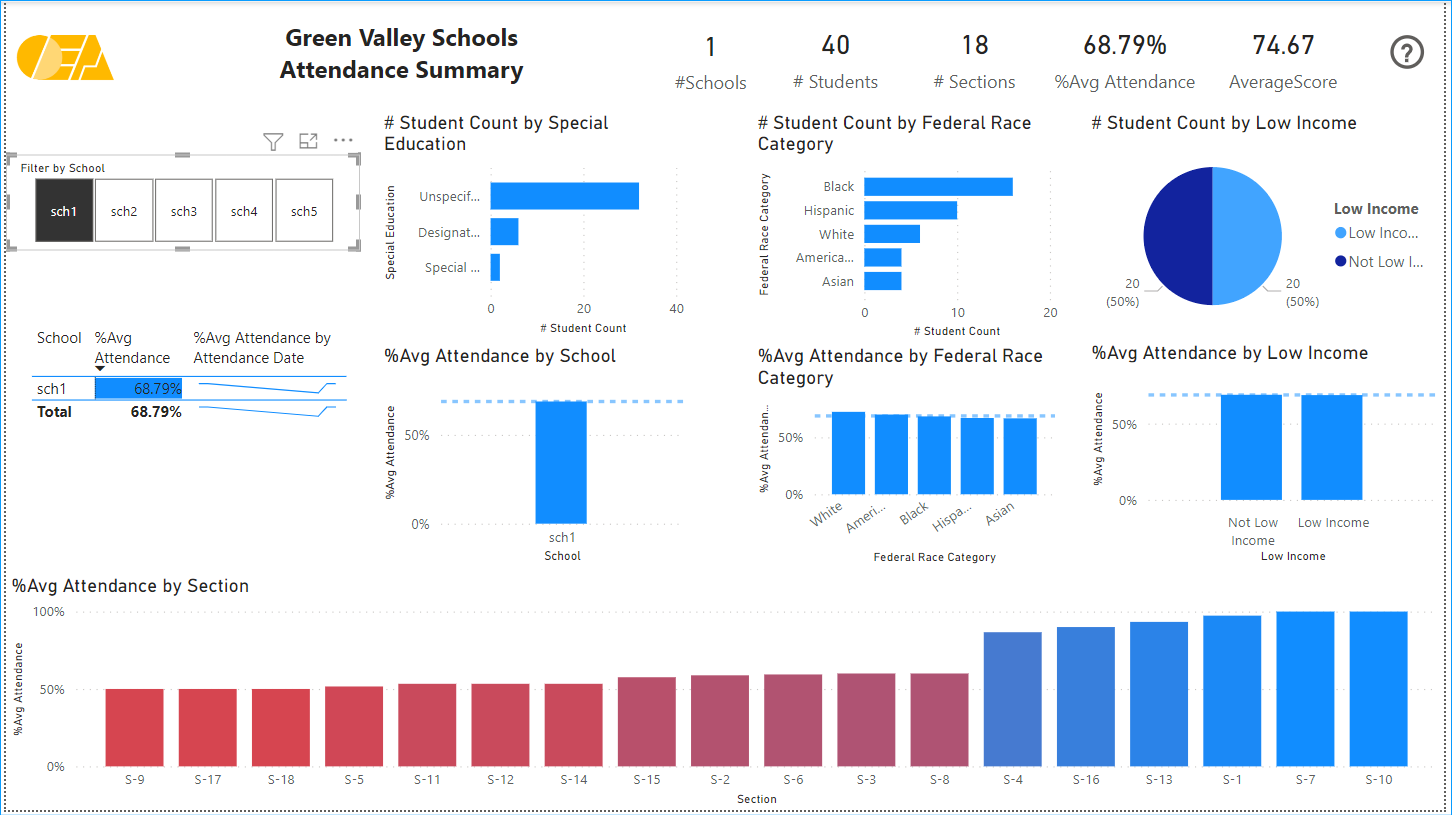 OEA
Green Valley Schools
Attendance Summary
1
#Schools
40
# Students
18
# Sections
68.79%
%Avg Attendance
74.67
AverageScore
?
Filter by School
sch1
sch2
sch3
sch4
sch5
School
%Avg
Attendance
%Avg Attendance by
Attendance Date
sch1
68.79%
Total
68.79%
# Student Count by Special
Education
Special Education
Unspecif...
Designat...
Special ...
0
20
40
# Student Count
# Student Count by Federal Race
Category
Federal Race Category
Black
Hispanic
White
America...
Asian
0
10
20
# Student Count
# Student Count by Low Income
20
(50%)
20
(50%)
Low Income
Low Inco...
Not Low I...
%Avg Attendance by School
%Avg Attendance
50%
0%
sch1
School
%Avg Attendance by Federal Race
Category
%Avg Attendan...
50%
0%
White
Ameri...
Black
Hispa...
Asian
Federal Race Category
%Avg Attendance by Low Income
%Avg Attendance
50%
0%
Not Low
Income
Low Income
Low Income
%Avg Attendance by Section
%Avg Attendance
100%
50%
0%
S-9
S-17
S-18
S-5
S-11
S-12
S-14
S-15
S-2
S-6
S-3
S-8
S-4
S-16
S-13
S-1
S-7
S-10
Section